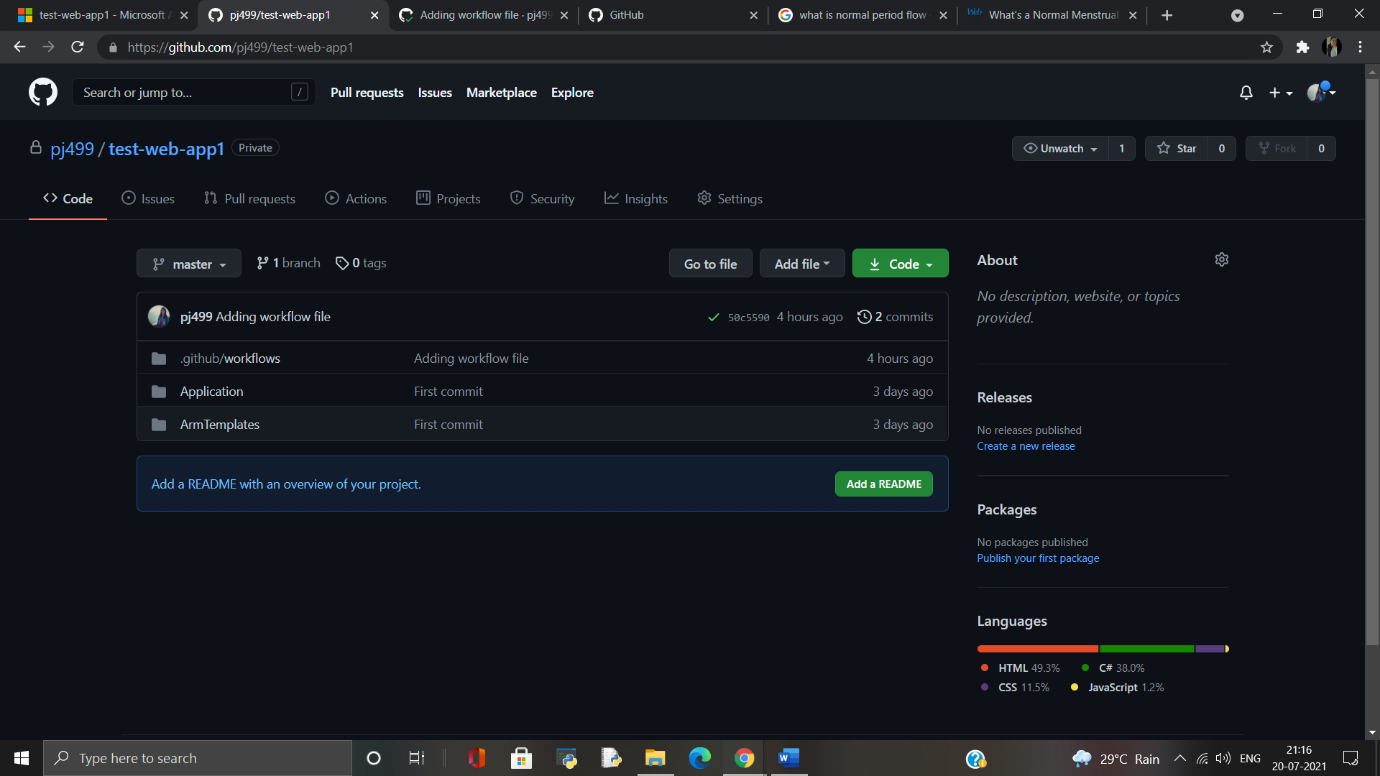 test-web-app1 - Microsoft A
pj499/test-web-app1
Adding workflow file · pj499
GitHub
what is normal period flow -
Web
What's a Normal Menstrual
https://github.com/pj499/test-web-app1
Search or jump to...
/
Pull requests
Issues
Marketplace
Explore
pj499 / test-web-app1
Private
Unwatch
1
Star
0
Fork
0
Code
Issues
Pull requests
Actions
Projects
Security
Insights
Settings
master
1 branch
0 tags
Go to file
Add file
Code
pj499 Adding workflow file
50c5590 4 hours ago
2 commits
.github/workflows
Adding workflow file
4 hours ago
Application
First commit
3 days ago
ArmTemplates
First commit
3 days ago
Add a README with an overview of your project.
Add a README
About
No description, website, or topics
provided.
Releases
No releases published
Create a new release
Packages
No packages published
Publish your first package
Languages
HTML 49.3%
C# 38.0%
CSS 11.5%
JavaScript 1.2%
Type here to search
29°C Rain
ENG
21:16
20-07-2021